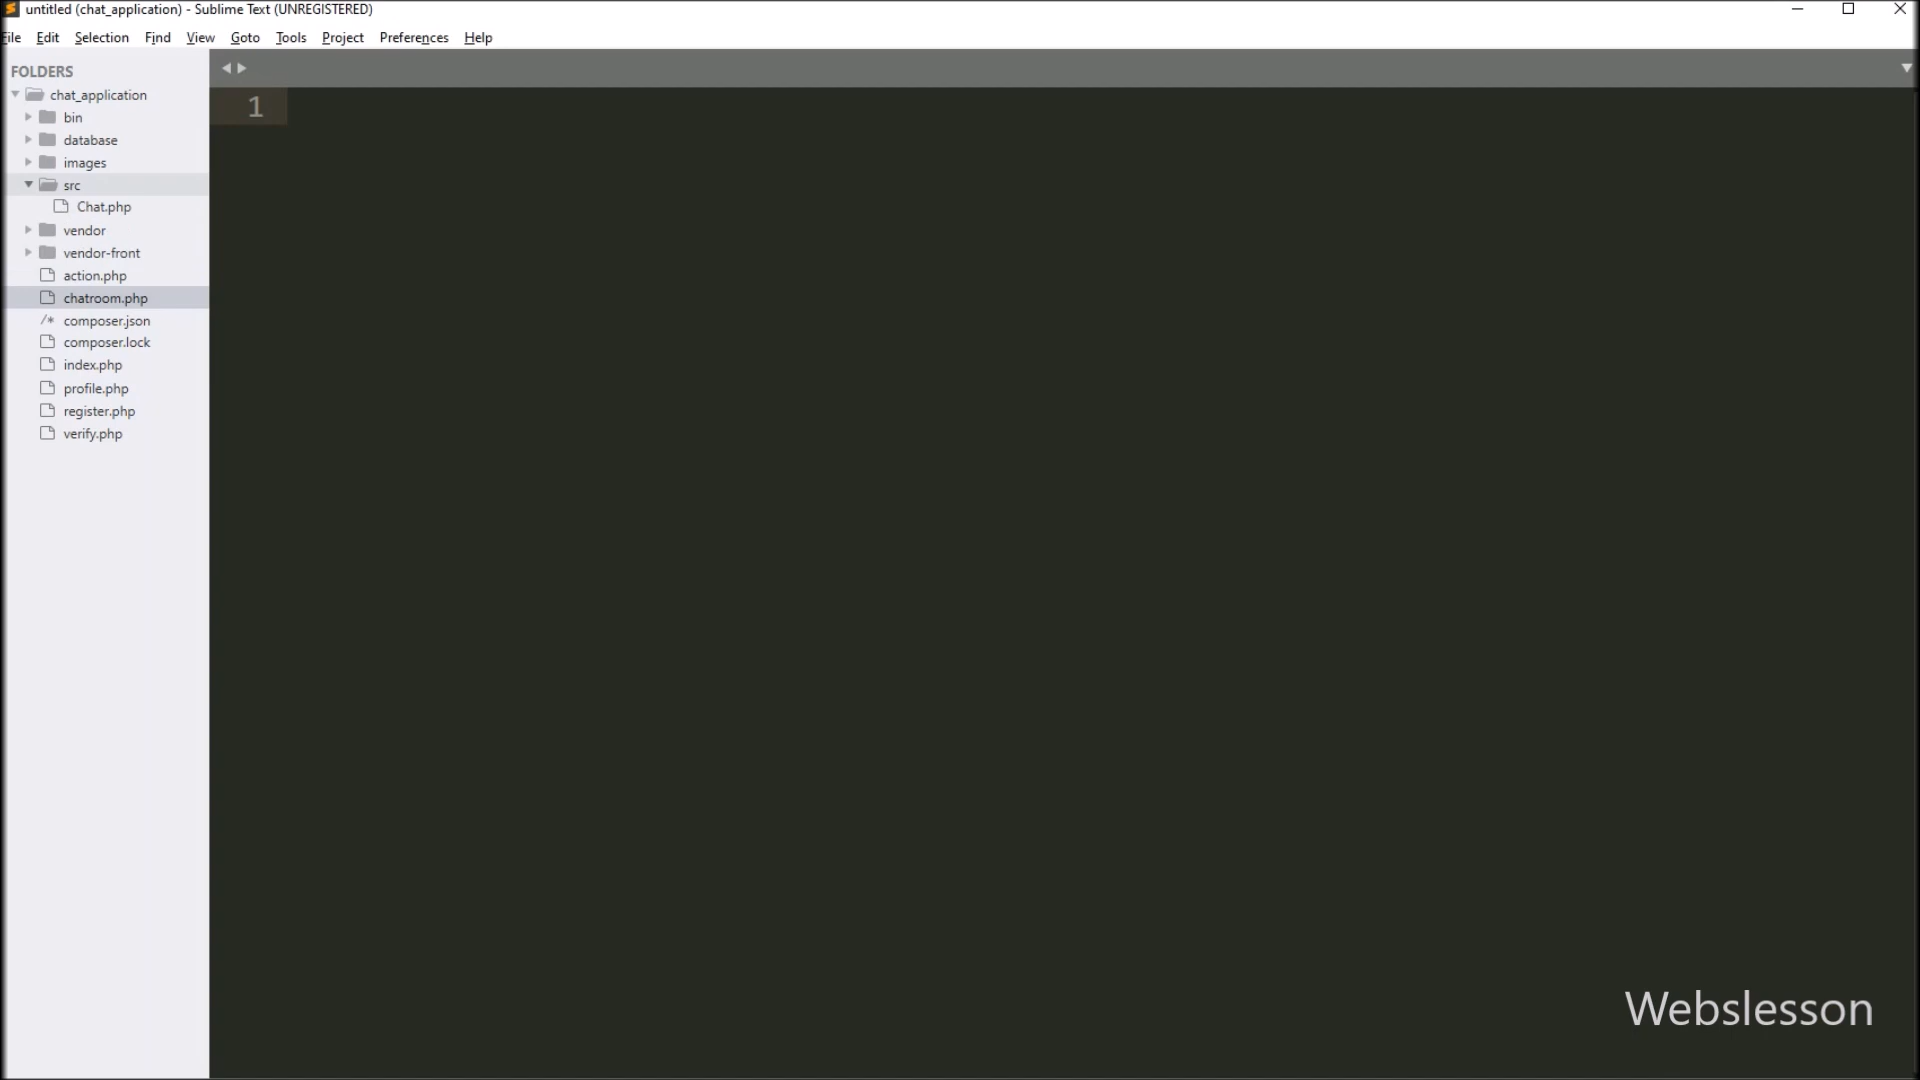 untitled (chat_application) - Sublime Text (UNREGISTERED)
File Edit Selection Find View Goto Tools Project Preferences Help
FOLDERS
chat_application
bin
database
images
src
Chat.php
vendor
vendor-front
action.php
chatroom.php
/* composer.json
composer.lock
index.php
profile.php
register.php
verify.php
1
Webslesson